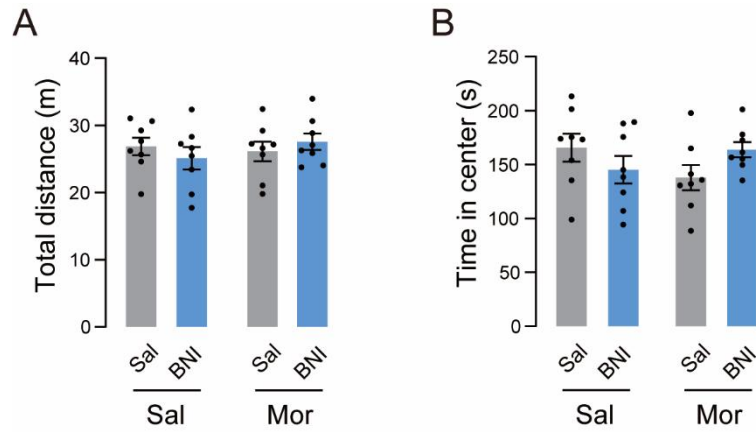 A
Total distance (m)
40
30
20
10
0
Sal BNI Sal BNI
Sal Mor
B
Time in center (s)
250
200
150
100
50
0
Sal BNI Sal BNI
Sal Mor